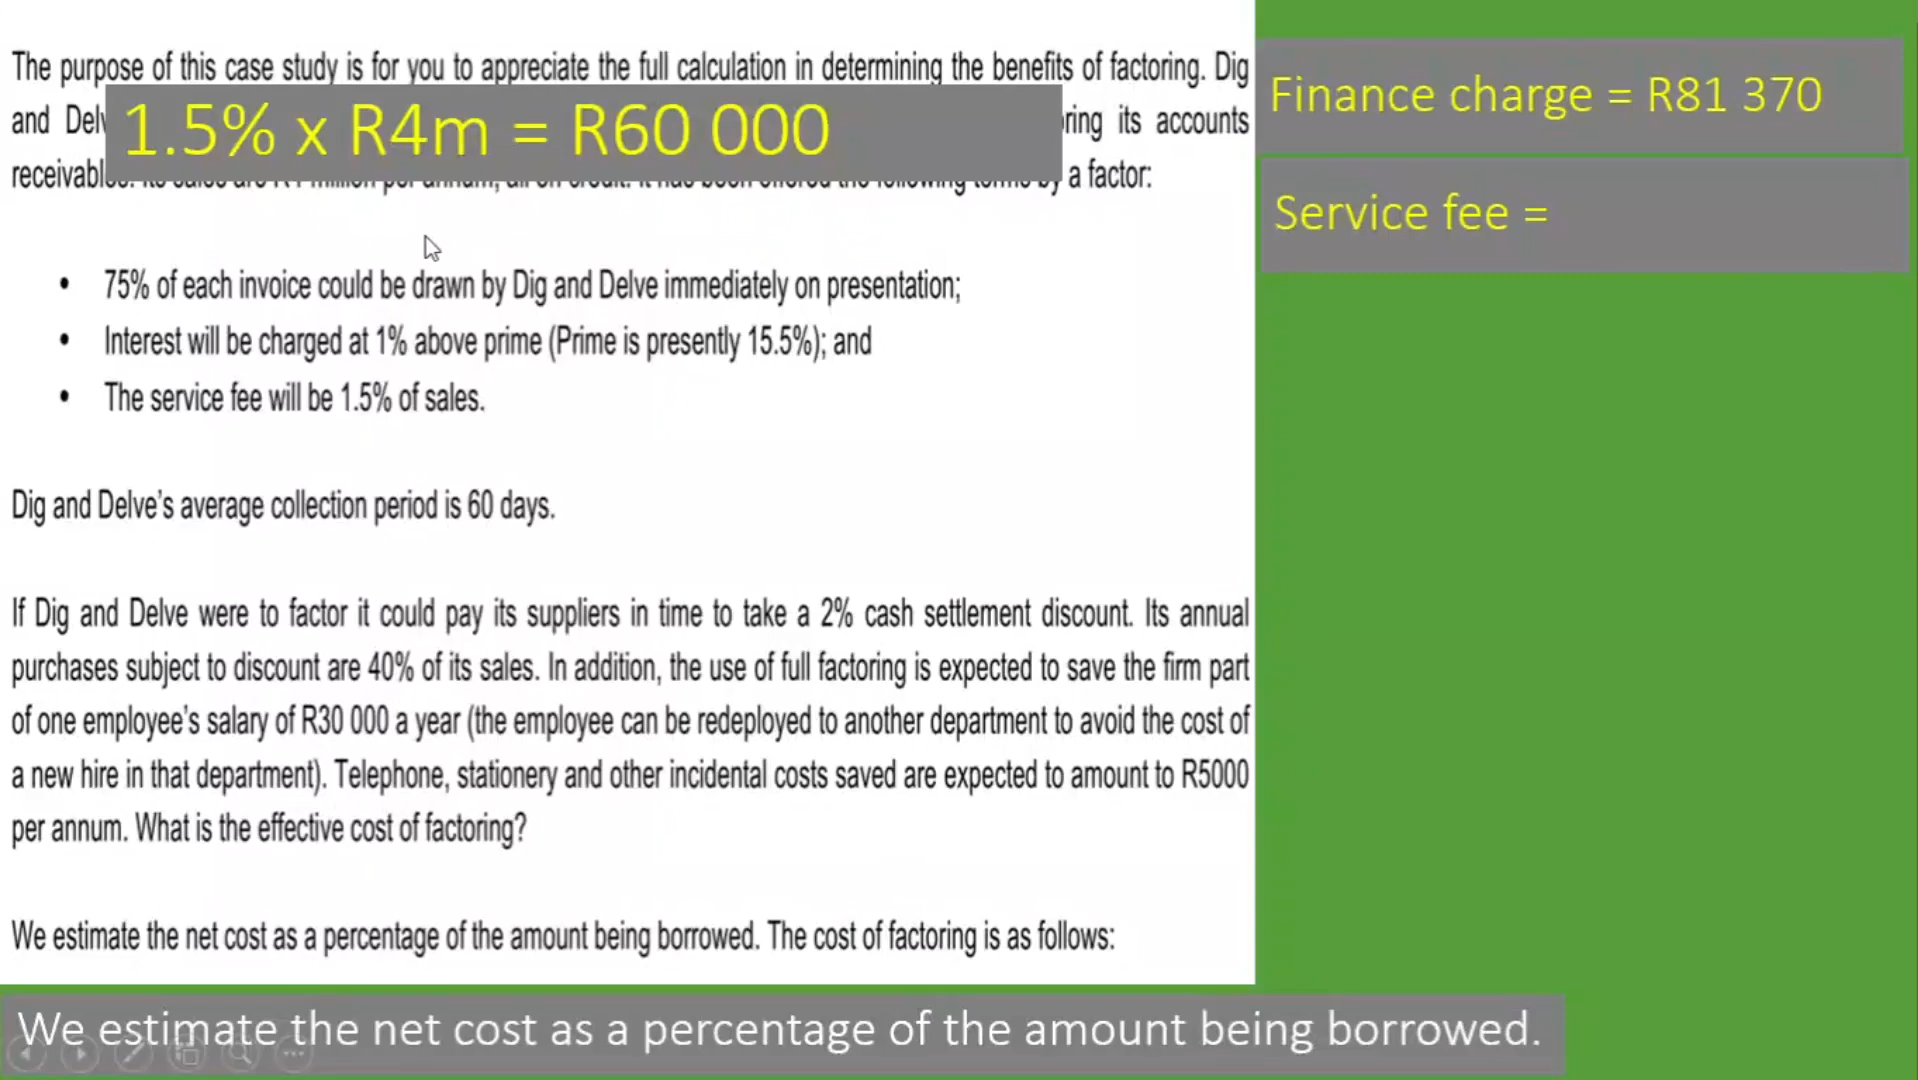 The purpose of this case study is for you to appreciate the full calculation in determining the benefits of factoring. Dig
and Delv ring its accounts
1.5% x R4m = R60 000
receivabl a factor:
• 75% of each invoice could be drawn by Dig and Delve immediately on presentation;
• Interest will be charged at 1% above prime (Prime is presently 15.5%); and
• The service fee will be 1.5% of sales.
Dig and Delve’s average collection period is 60 days.
If Dig and Delve were to factor it could pay its suppliers in time to take a 2% cash settlement discount. Its annual
purchases subject to discount are 40% of its sales. In addition, the use of full factoring is expected to save the firm part
of one employee’s salary of R30 000 a year (the employee can be redeployed to another department to avoid the cost of
a new hire in that department). Telephone, stationery and other incidental costs saved are expected to amount to R5000
per annum. What is the effective cost of factoring?
We estimate the net cost as a percentage of the amount being borrowed. The cost of factoring is as follows:
Finance charge = R81 370
Service fee =
We estimate the net cost as a percentage of the amount being borrowed.